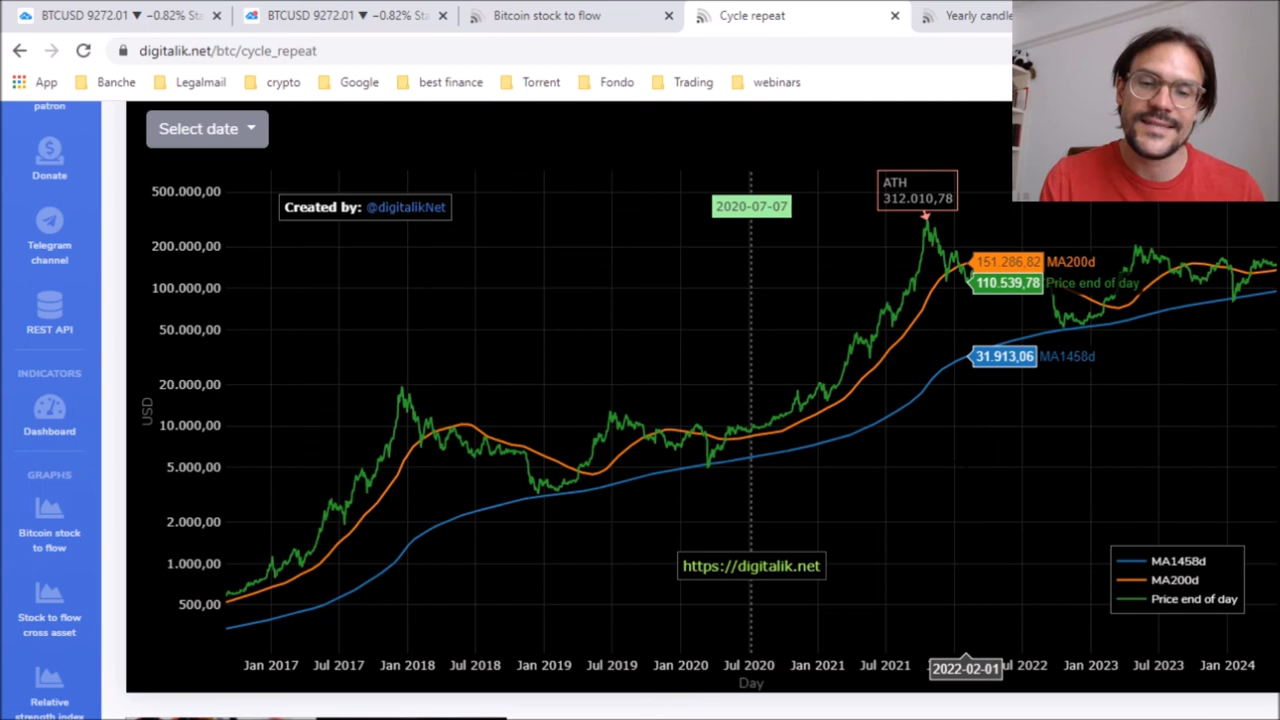 BTCUSD 9272.01 ▼ −0.82% Sta
BTCUSD 9272.01 ▼ −0.82% Sta
Bitcoin stock to flow
Cycle repeat
Yearly candle
digitalik.net/btc/cycle_repeat
App
Banche
Legalmail
crypto
Google
best finance
Torrent
Fondo
Trading
webinars
patron
Donate
Telegram
channel
REST API
INDICATORS
Dashboard
GRAPHS
Bitcoin stock
to flow
Stock to flow
cross asset
Relative
strength index
Select date
Created by: @digitalikNet
2020-07-07
ATH
312.010,78
151.286,82 MA200d
110.539,78 Price end of day
31.913,06 MA1458d
500.000,00
200.000,00
100.000,00
50.000,00
20.000,00
10.000,00
5.000,00
2.000,00
1.000,00
500,00
USD
https://digitalik.net
MA1458d
MA200d
Price end of day
Jan 2017 Jul 2017 Jan 2018 Jul 2018 Jan 2019 Jul 2019 Jan 2020 Jul 2020 Jan 2021 Jul 2021 2022-02-01 ul 2022 Jan 2023 Jul 2023 Jan 2024
Day